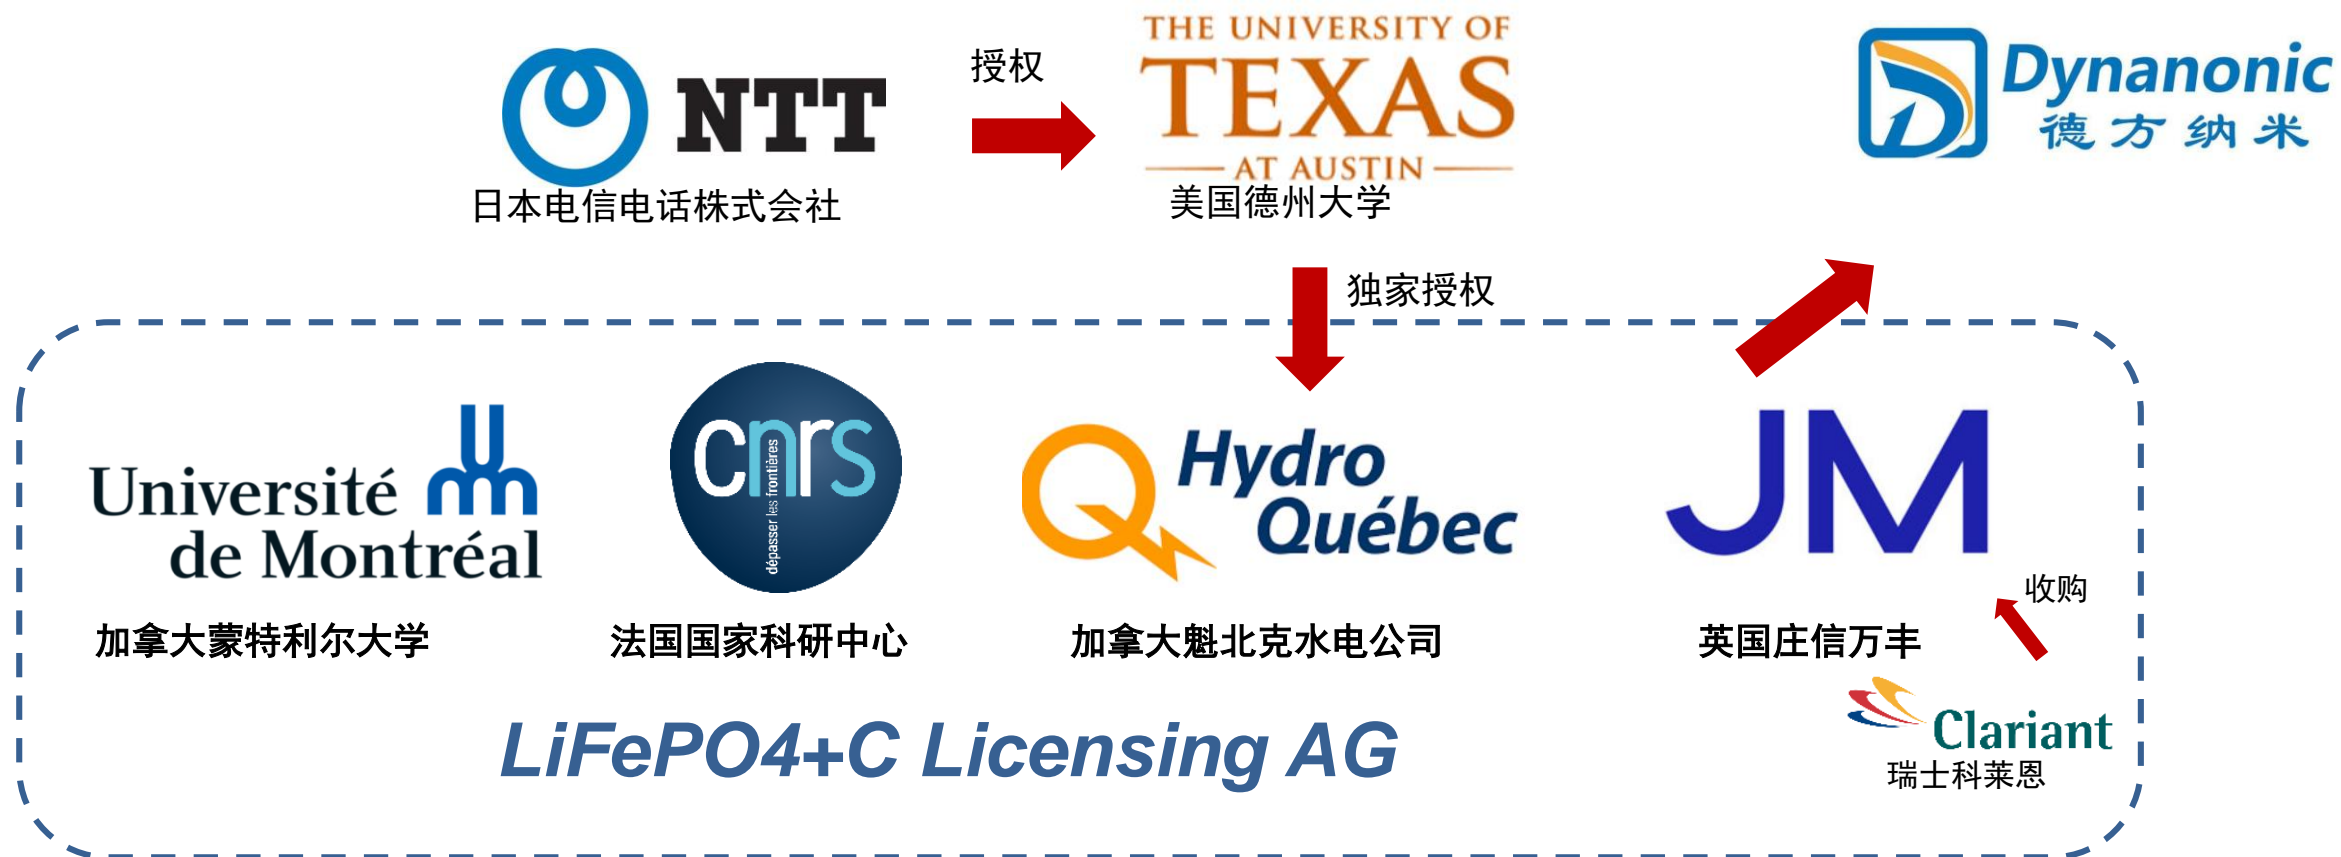 NTT
日本电信电话株式会社
授权
THE UNIVERSITY OF
TEXAS
AT AUSTIN
美国德州大学
Dynanonic
德方纳米
独家授权
Université
de Montréal
加拿大蒙特利尔大学
cnrs
dépasser les frontières
法国国家科研中心
Hydro
Québec
加拿大魁北克水电公司
JM
英国庄信万丰
收购
Clariant
瑞士科莱恩
LiFePO4+C Licensing AG